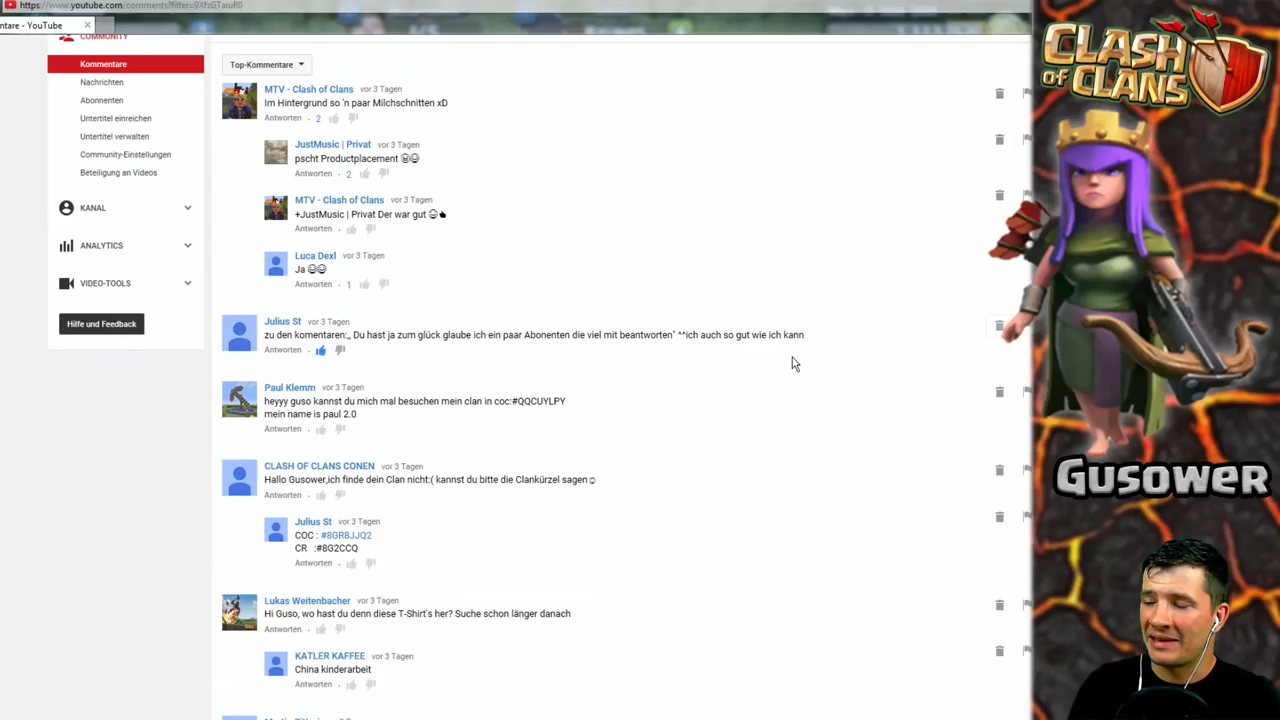 https://www.youtube.com/comments?filter=9XfzGTaiuR0
ntare - YouTube
COMMUNITY
Kommentare
Nachrichten
Abonnenten
Untertitel einreichen
Untertitel verwalten
Community-Einstellungen
Beteiligung an Videos
KANAL
ANALYTICS
VIDEO-TOOLS
Hilfe und Feedback
Top-Kommentare
MTV - Clash of Clans vor 3 Tagen
Im Hintergrund so 'n paar Milchschnitten xD
Antworten · 2
JustMusic | Privat vor 3 Tagen
pscht Productplacement
Antworten · 2
MTV - Clash of Clans vor 3 Tagen
+JustMusic | Privat Der war gut
Antworten ·
Luca Dexl vor 3 Tagen
Ja
Antworten · 1
Julius St vor 3 Tagen
zu den komentaren:,, Du hast ja zum glück glaube ich ein paar Abonenten die viel mit beantworten" ^^ich auch so gut wie ich kann
Antworten ·
Paul Klemm vor 3 Tagen
heyyy guso kannst du mich mal besuchen mein clan in coc:#QQCUYLPY
mein name is paul 2.0
Antworten ·
CLASH OF CLANS CONEN vor 3 Tagen
Hallo Gusower,ich finde dein Clan nicht:( kannst du bitte die Clankürzel sagen☺
Antworten ·
Julius St vor 3 Tagen
COC : #8GR8JJQ2
CR :#8G2CCQ
Antworten ·
Lukas Weitenbacher vor 3 Tagen
Hi Guso, wo hast du denn diese T-Shirt's her? Suche schon länger danach
Antworten ·
KATLER KAFFEE vor 3 Tagen
China kinderarbeit
Antworten ·
CLASH
OF CLANS
GUSOWER